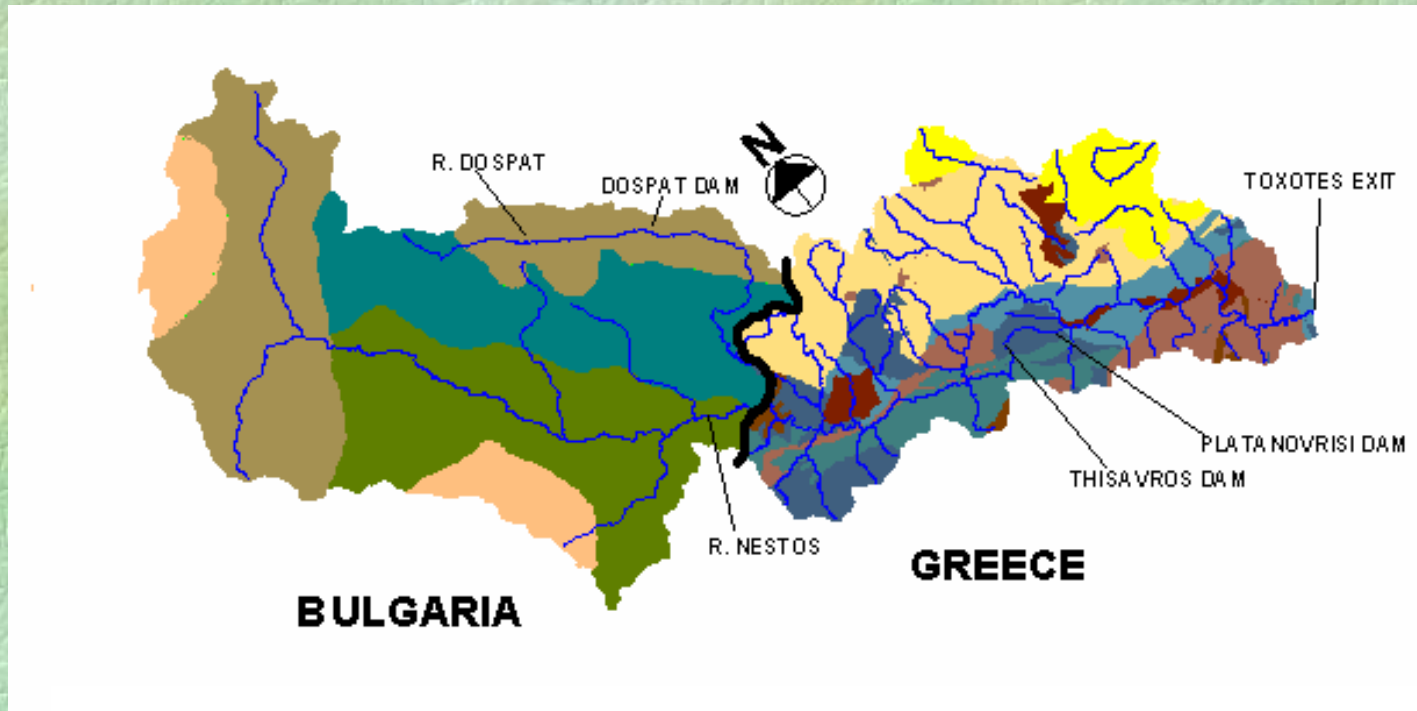 N
R. DOSPAT
DOSPAT DAM
TOXOTES EXIT
PLATANOVRISI DAM
THISAVROS DAM
R. NESTOS
GREECE
BULGARIA